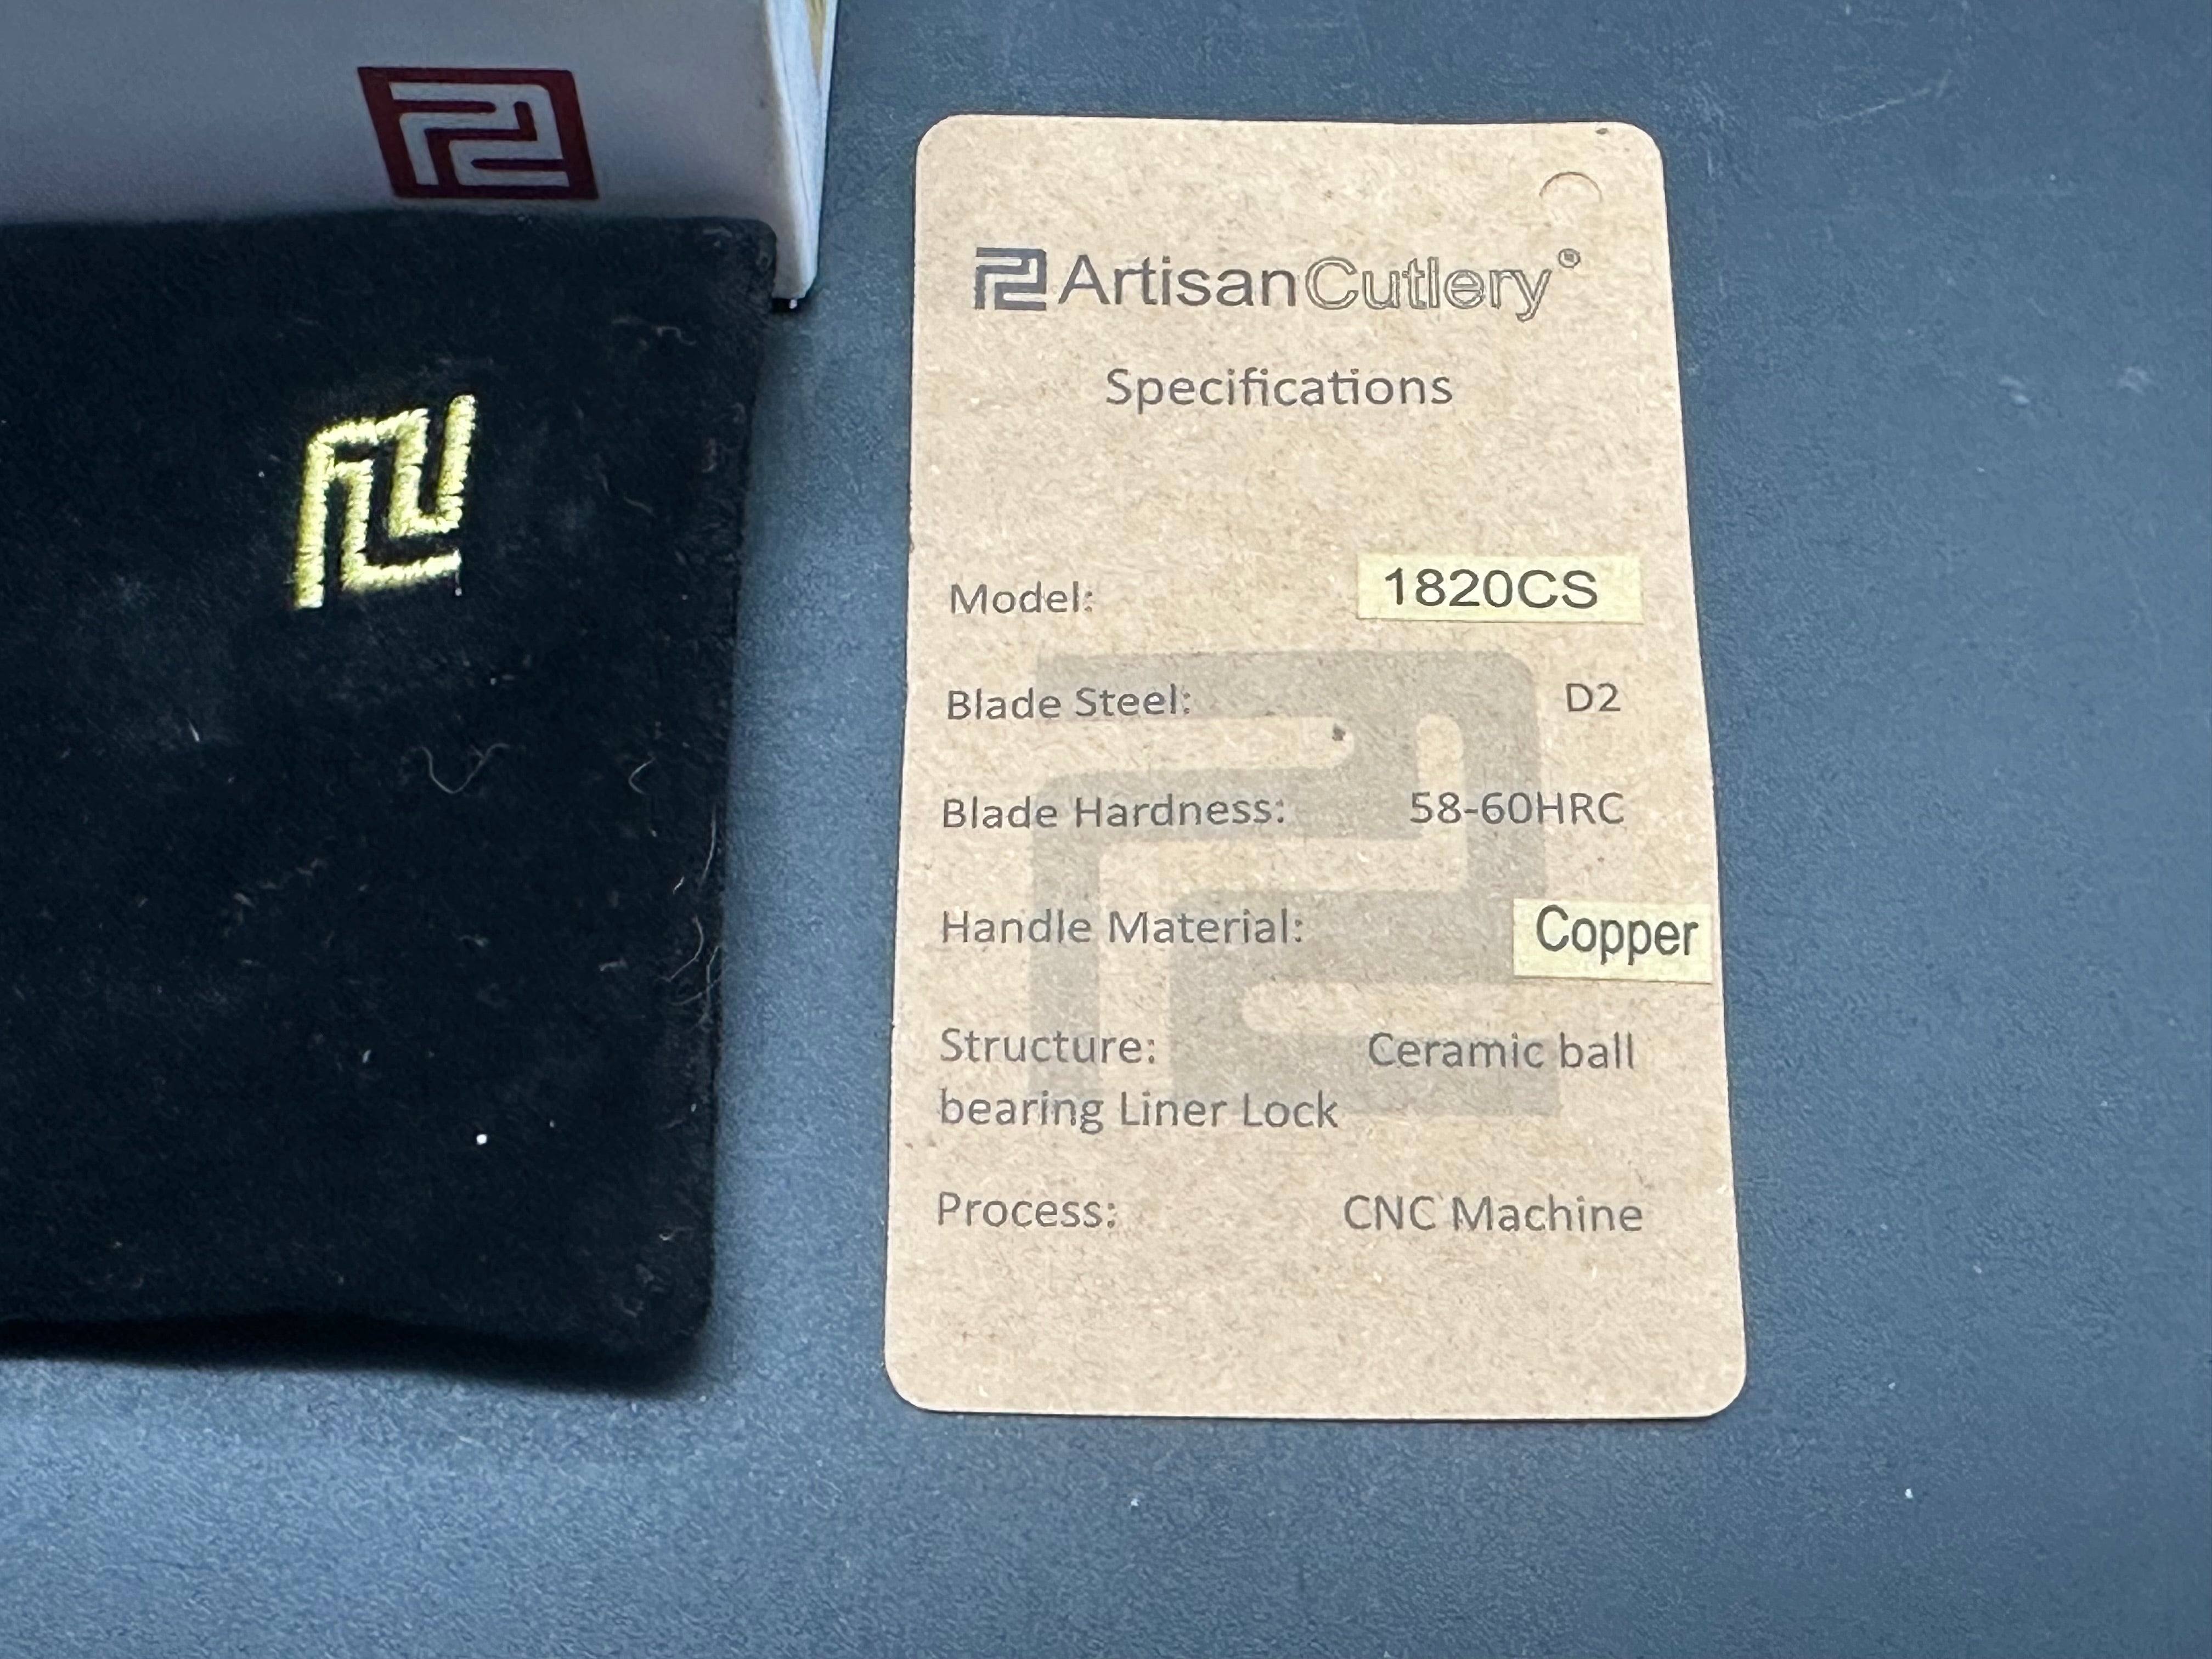 ArtisanCutlery®
Specifications
Model: 1820CS
Blade Steel: D2
Blade Hardness: 58-60HRC
Handle Material: Copper
Structure: Ceramic ball
bearing Liner Lock
Process: CNC Machine